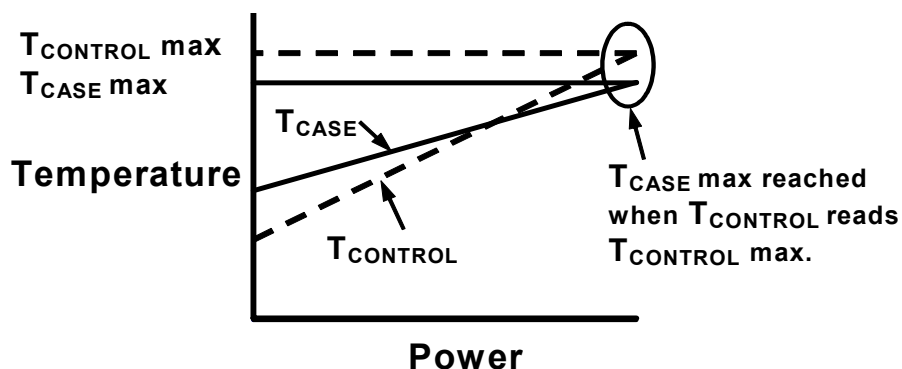 TCONTROL max
TCASE max
TCASE
Temperature
TCONTROL
TCASE max reached
when TCONTROL reads
TCONTROL max.
Power